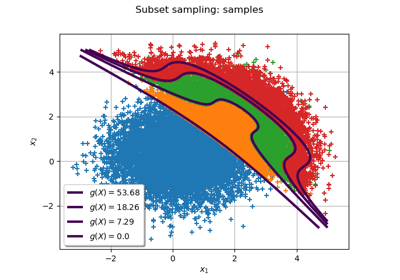 Subset sampling: samples
4
2
0
−2
x₂
g(X) = 53.68
g(X) = 18.26
g(X) = 7.29
g(X) = 0.0
−2
0
2
4
x₁